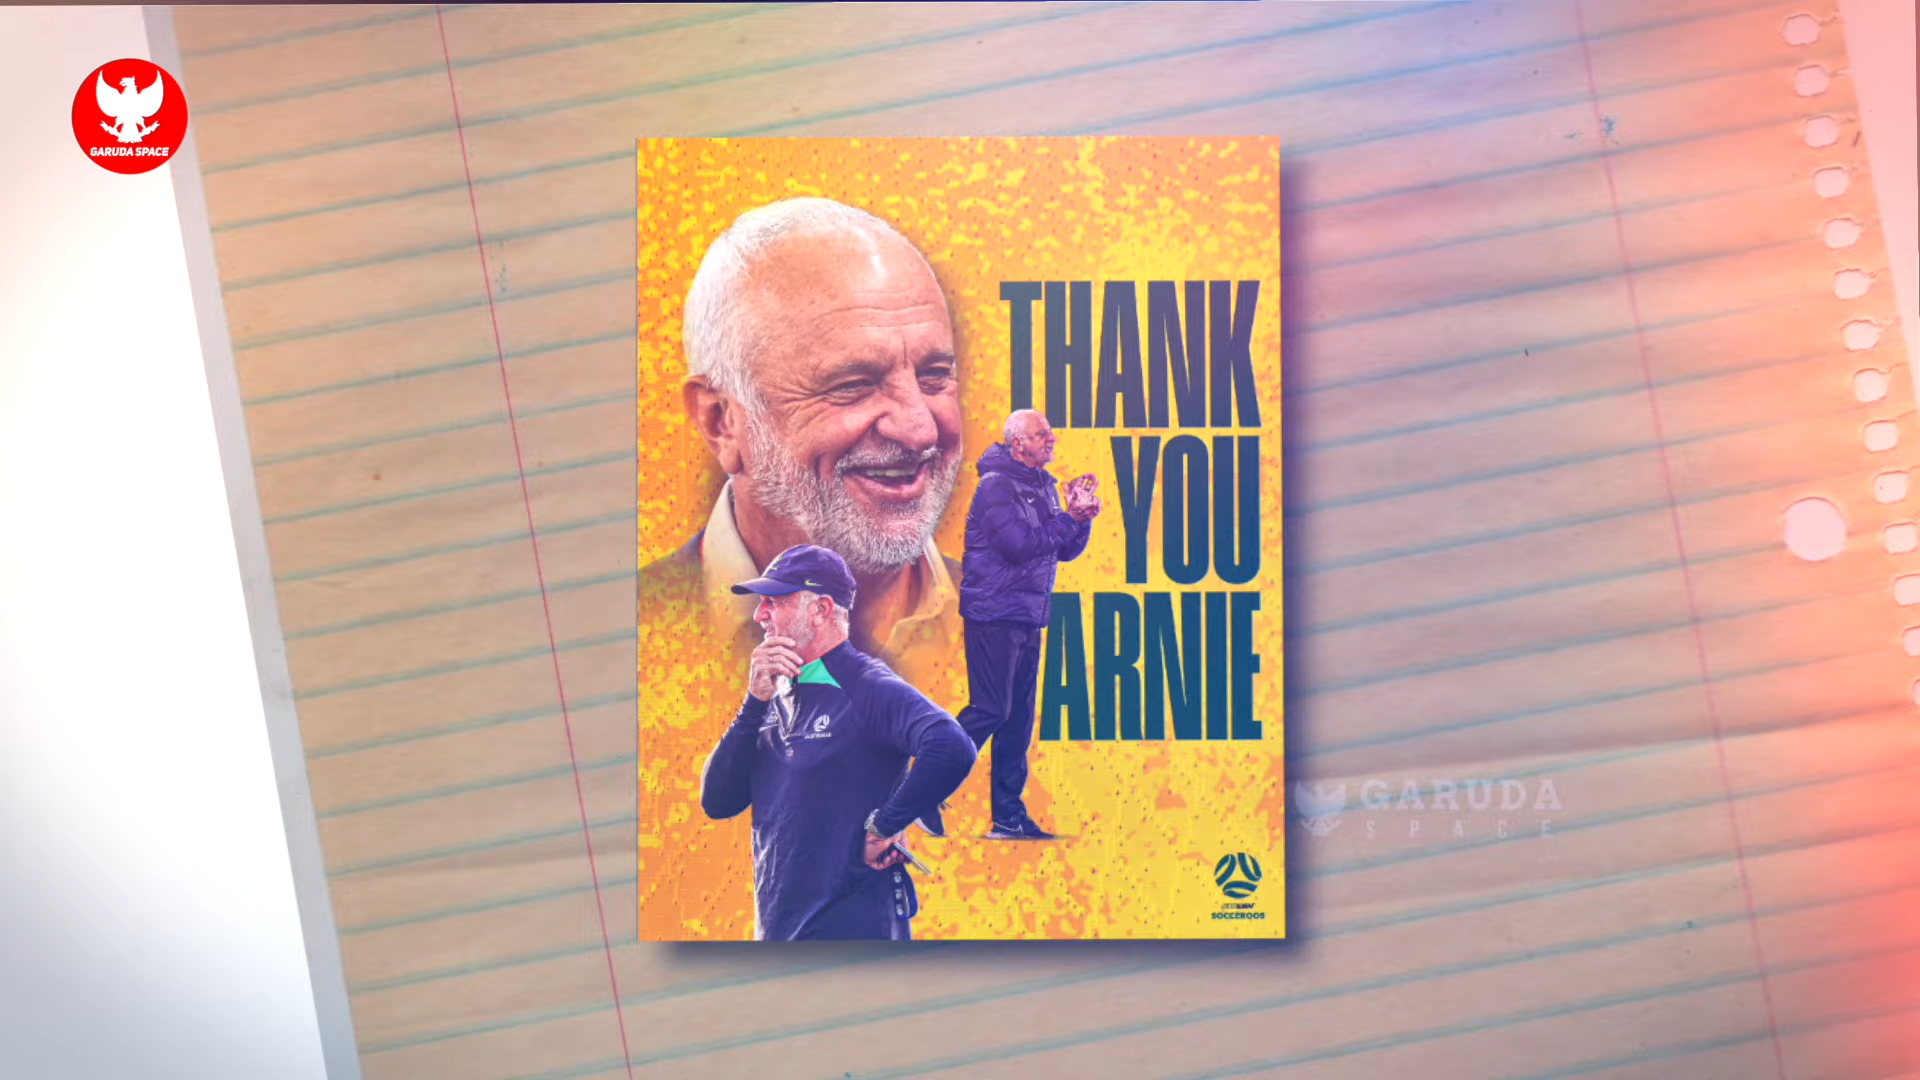 GARUDA SPACE
THANK
YOU
ARNIE
GARUDA
SPACE
SOCCEROOS